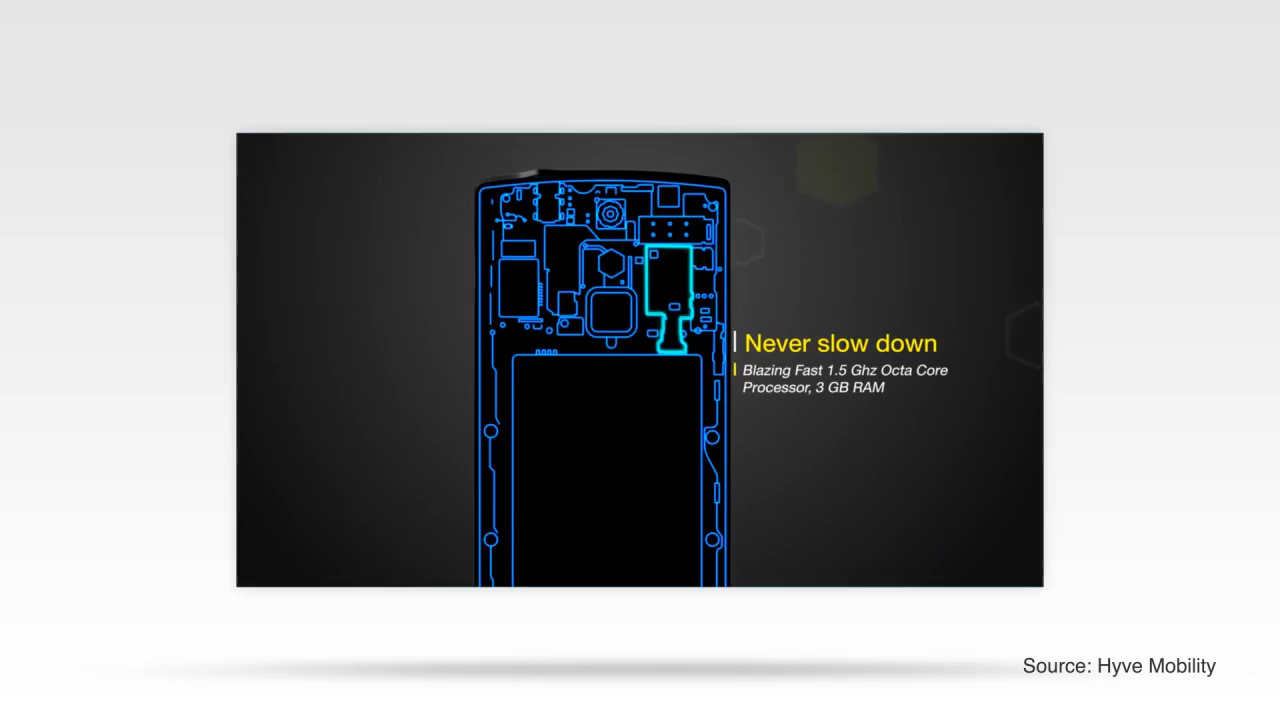 Never slow down
Blazing Fast 1.5 Ghz Octa Core
Processor, 3 GB RAM
Source: Hyve Mobility